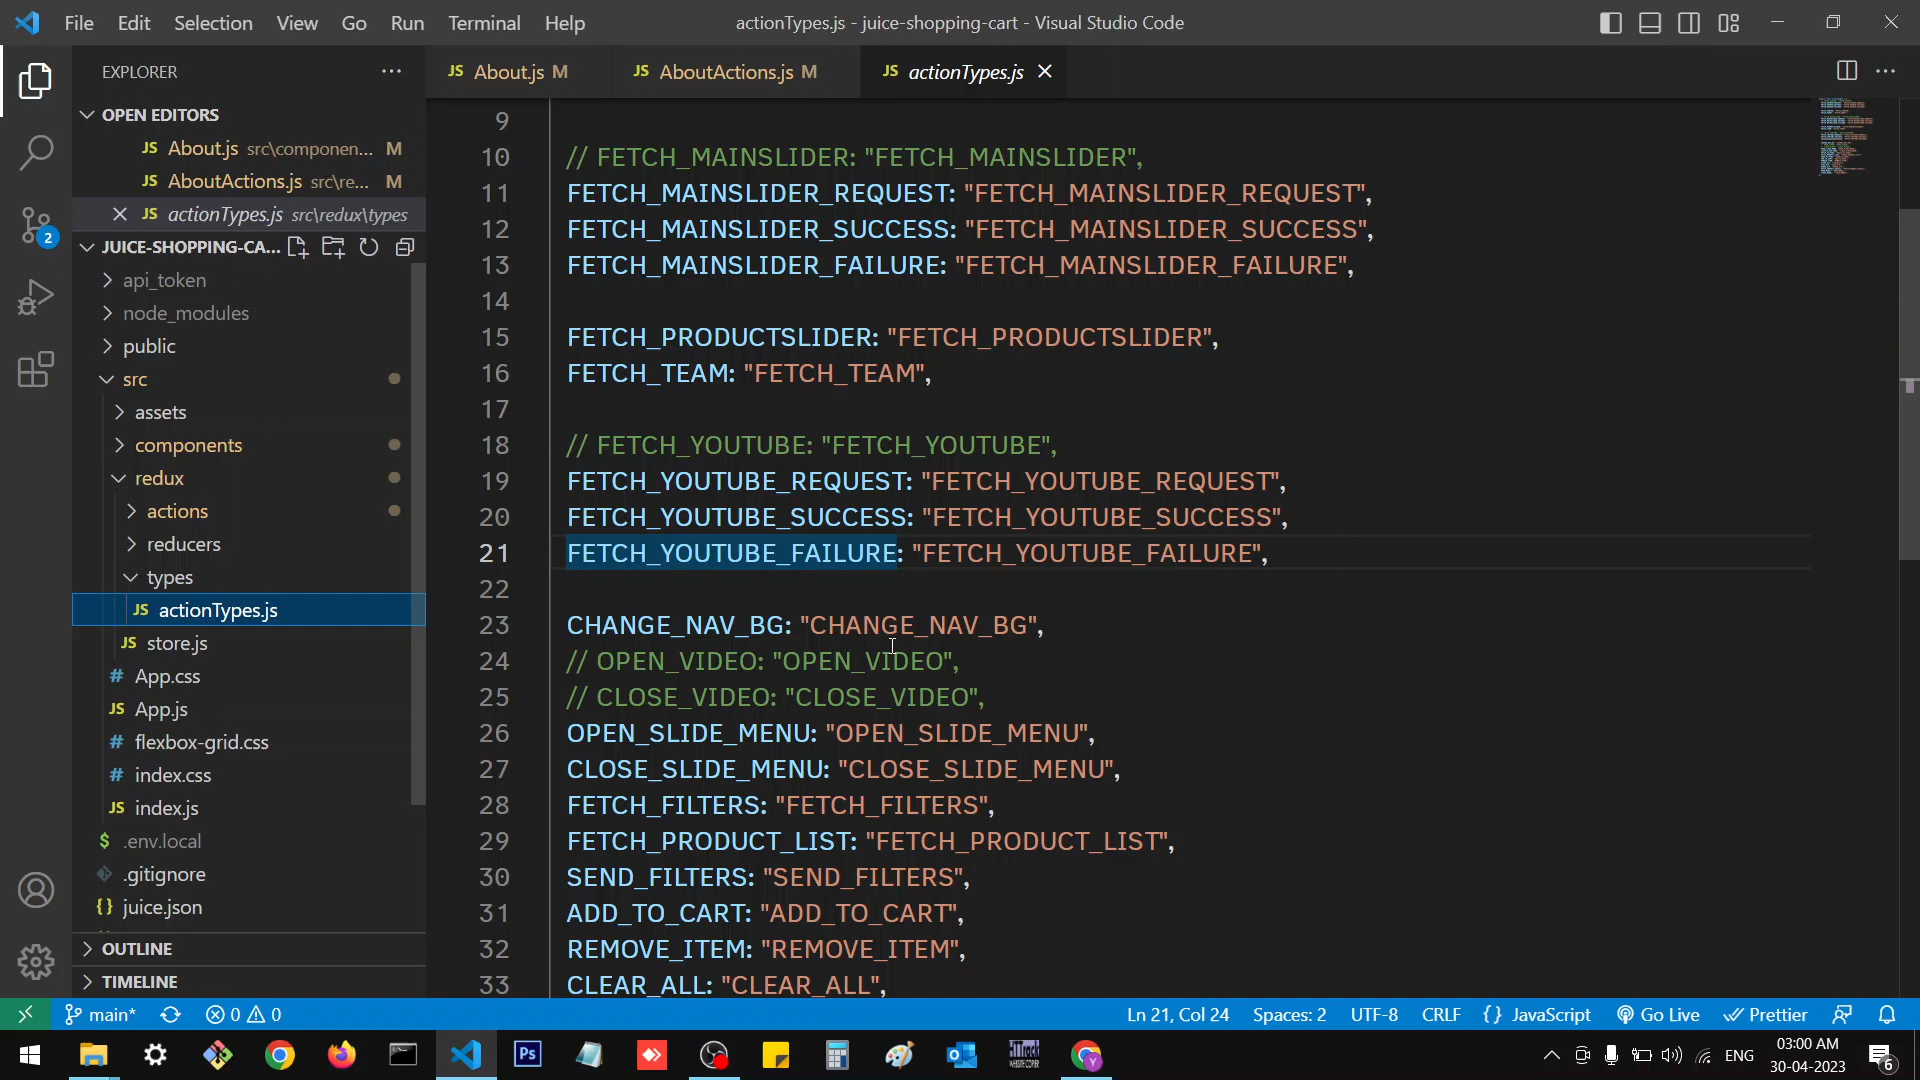 File Edit Selection View Go Run Terminal Help
actionTypes.js - juice-shopping-cart - Visual Studio Code
EXPLORER
OPEN EDITORS
JS About.js src\componen... M
JS AboutActions.js src\re... M
JS actionTypes.js src\redux\types
JUICE-SHOPPING-CA...
api_token
node_modules
public
src
assets
components
redux
actions
reducers
types
JS actionTypes.js
JS store.js
# App.css
JS App.js
# flexbox-grid.css
# index.css
JS index.js
$ .env.local
.gitignore
{} juice.json
OUTLINE
TIMELINE
2
JS About.js M
JS AboutActions.js M
JS actionTypes.js
9
10 // FETCH_MAINSLIDER: "FETCH_MAINSLIDER",
11 FETCH_MAINSLIDER_REQUEST: "FETCH_MAINSLIDER_REQUEST",
12 FETCH_MAINSLIDER_SUCCESS: "FETCH_MAINSLIDER_SUCCESS",
13 FETCH_MAINSLIDER_FAILURE: "FETCH_MAINSLIDER_FAILURE",
14
15 FETCH_PRODUCTSLIDER: "FETCH_PRODUCTSLIDER",
16 FETCH_TEAM: "FETCH_TEAM",
17
18 // FETCH_YOUTUBE: "FETCH_YOUTUBE",
19 FETCH_YOUTUBE_REQUEST: "FETCH_YOUTUBE_REQUEST",
20 FETCH_YOUTUBE_SUCCESS: "FETCH_YOUTUBE_SUCCESS",
21 FETCH_YOUTUBE_FAILURE: "FETCH_YOUTUBE_FAILURE",
22
23 CHANGE_NAV_BG: "CHANGE_NAV_BG",
24 // OPEN_VIDEO: "OPEN_VIDEO",
25 // CLOSE_VIDEO: "CLOSE_VIDEO",
26 OPEN_SLIDE_MENU: "OPEN_SLIDE_MENU",
27 CLOSE_SLIDE_MENU: "CLOSE_SLIDE_MENU",
28 FETCH_FILTERS: "FETCH_FILTERS",
29 FETCH_PRODUCT_LIST: "FETCH_PRODUCT_LIST",
30 SEND_FILTERS: "SEND_FILTERS",
31 ADD_TO_CART: "ADD_TO_CART",
32 REMOVE_ITEM: "REMOVE_ITEM",
33 CLEAR_ALL: "CLEAR_ALL",
main* 0 0
Ln 21, Col 24 Spaces: 2 UTF-8 CRLF {} JavaScript Go Live Prettier
Ps
HTTrack WEBSITE COPIER
Y
ENG
03:00 AM
30-04-2023
6